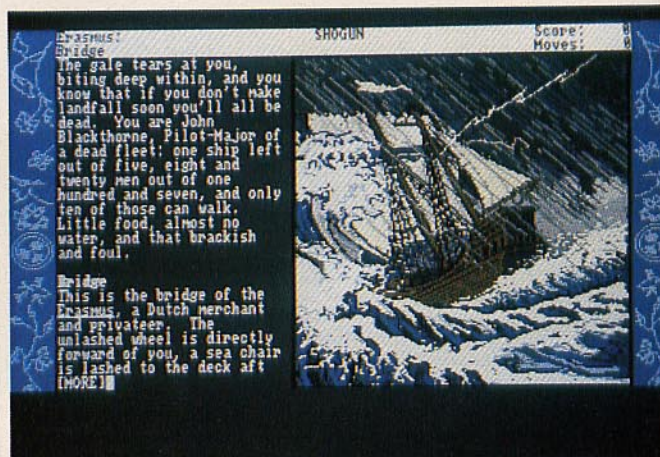 Erasmus: SHOGUN Score: 0
Bridge Moves: 0
The gale tears at you,
biting deep within, and you
know that if you don't make
landfall soon you'll all be
dead. You are John
Blackthorne, Pilot-Major of
a dead fleet: one ship left
out of five, eight and
twenty men out of one
hundred and seven, and only
ten of those can walk.
Little food, almost no
water, and that brackish
and foul.
Bridge
This is the bridge of the
Erasmus, a Dutch merchant
and privateer. The
unlashed wheel is directly
forward of you, a sea chair
is lashed to the deck aft
[MORE]